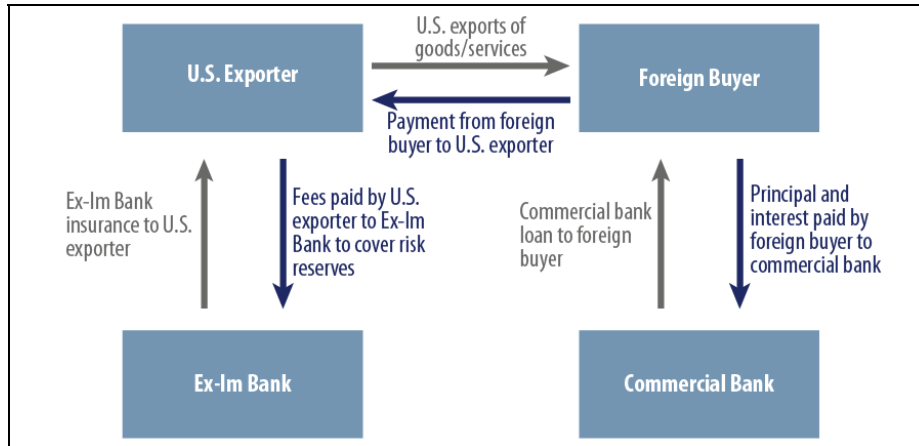 U.S. exports of
goods/services
U.S. Exporter
Foreign Buyer
Payment from foreign
buyer to U.S. exporter
Ex-Im Bank
insurance to U.S.
exporter
Fees paid by U.S.
exporter to Ex-Im
Bank to cover risk
reserves
Commercial bank
loan to foreign
buyer
Principal and
interest paid by
foreign buyer to
commercial bank
Ex-Im Bank
Commercial Bank